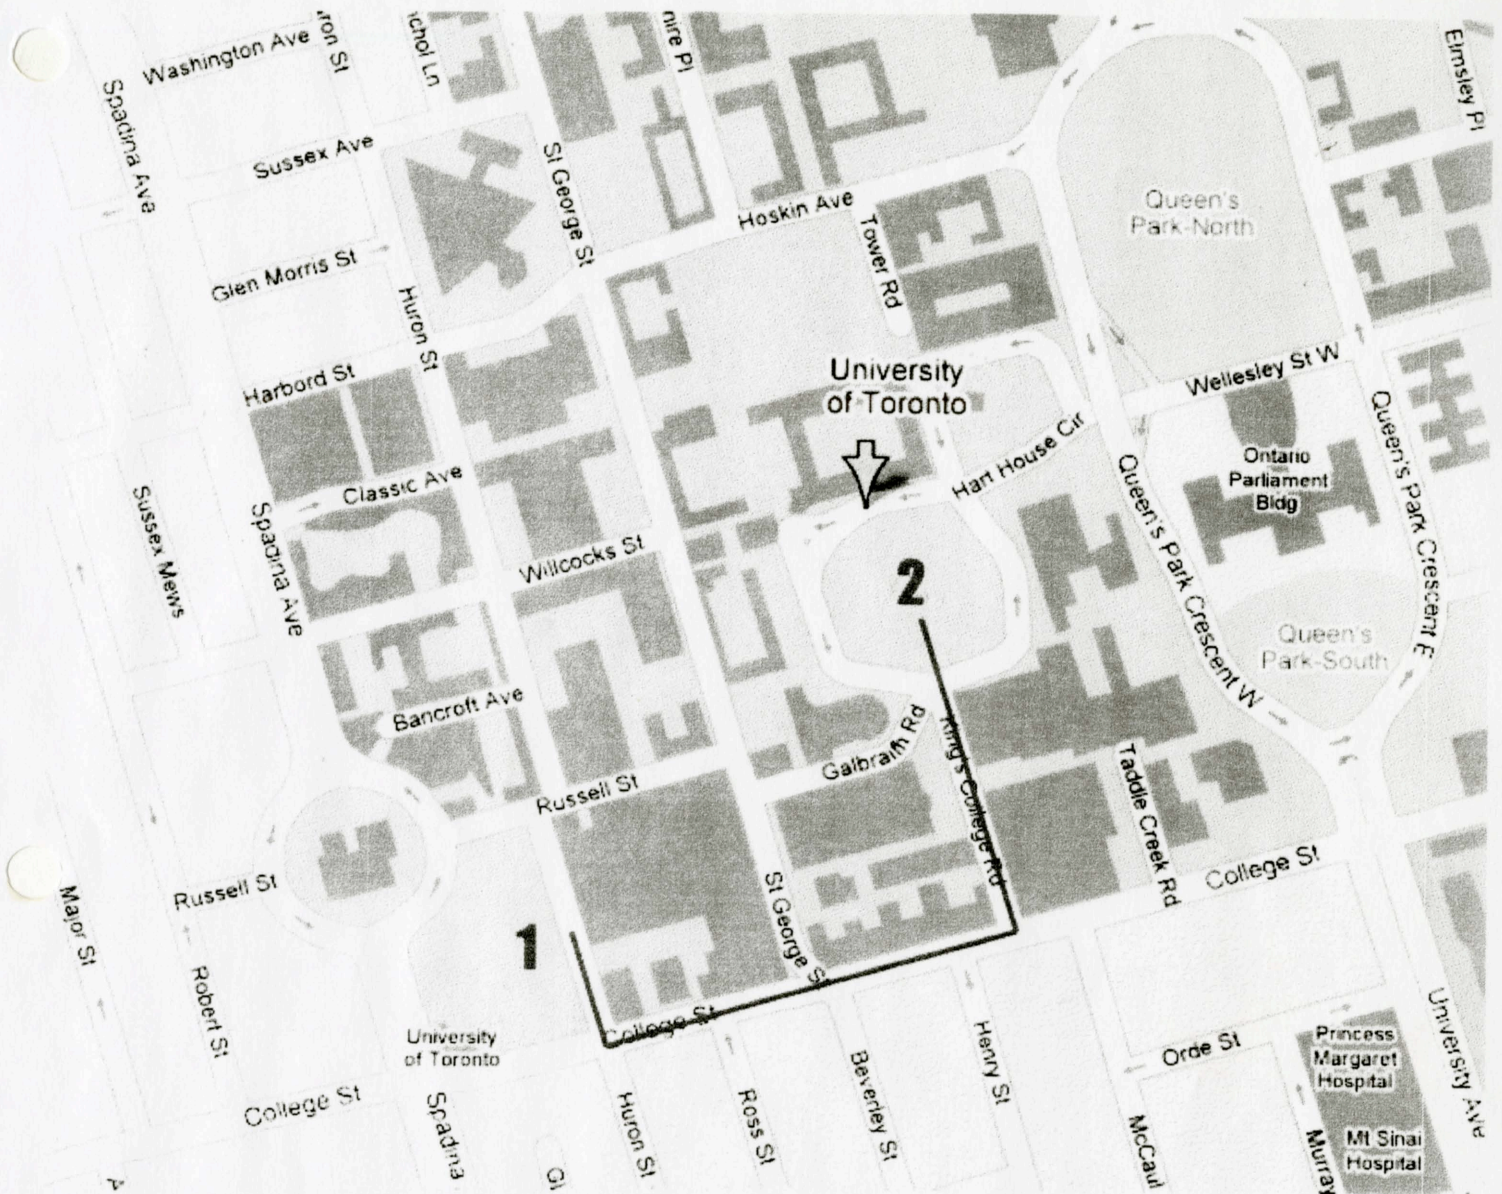 Washington Ave
Spadina Ave
Sussex Ave
St George St
Hoskin Ave
Tower Rd
Queen's
Park-North
Elmsley Pl
Glen Morris St
Huron St
Harbord St
University
of Toronto
Wellesley St W
Hart House Cir
Classic Ave
Ontario
Parliament
Bldg
Queen's Park Crescent E
Queen's Park Crescent W
Sussex Mews
Spadina Ave
Willcocks St
2
Queen's
Park-South
Bancroft Ave
Galbraith Rd
King's College Rd
Taddle Creek Rd
Russell St
Russell St
College St
St George St
1
Major St
Robert St
University
of Toronto
College St
College St
Spadina
Huron St
Ross St
Beverley St
Henry St
Orde St
McCaul
Princess
Margaret
Hospital
University Ave
Murray
Mt Sinai
Hospital